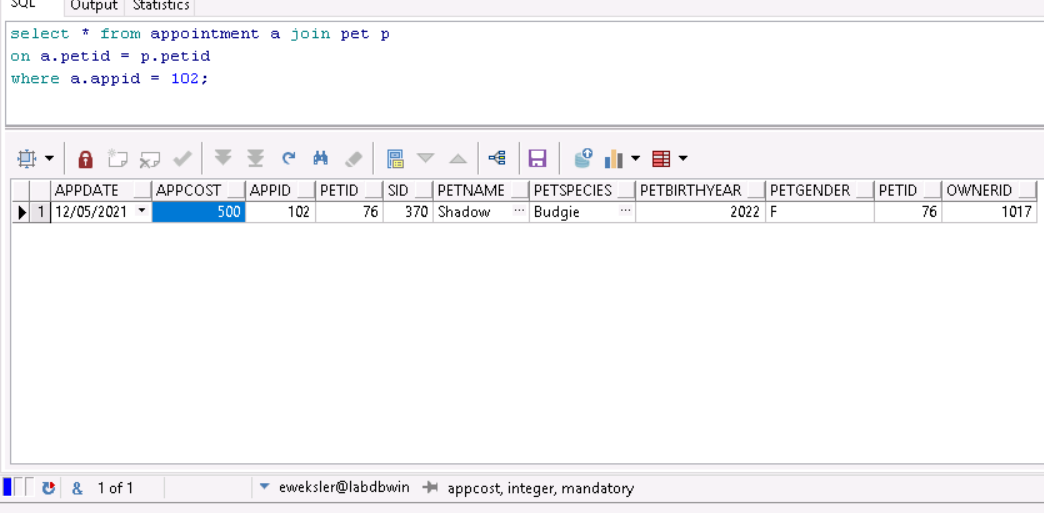 SQL Output Statistics
select * from appointment a join pet p
on a.petid = p.petid
where a.appid = 102;
APPDATE APPCOST APPID PETID SID PETNAME PETSPECIES PETBIRTHYEAR PETGENDER PETID OWNERID
1 12/05/2021 500 102 76 370 Shadow ... Budgie ... 2022 F 76 1017
& 1 of 1 eweksler@labdbwin appcost, integer, mandatory